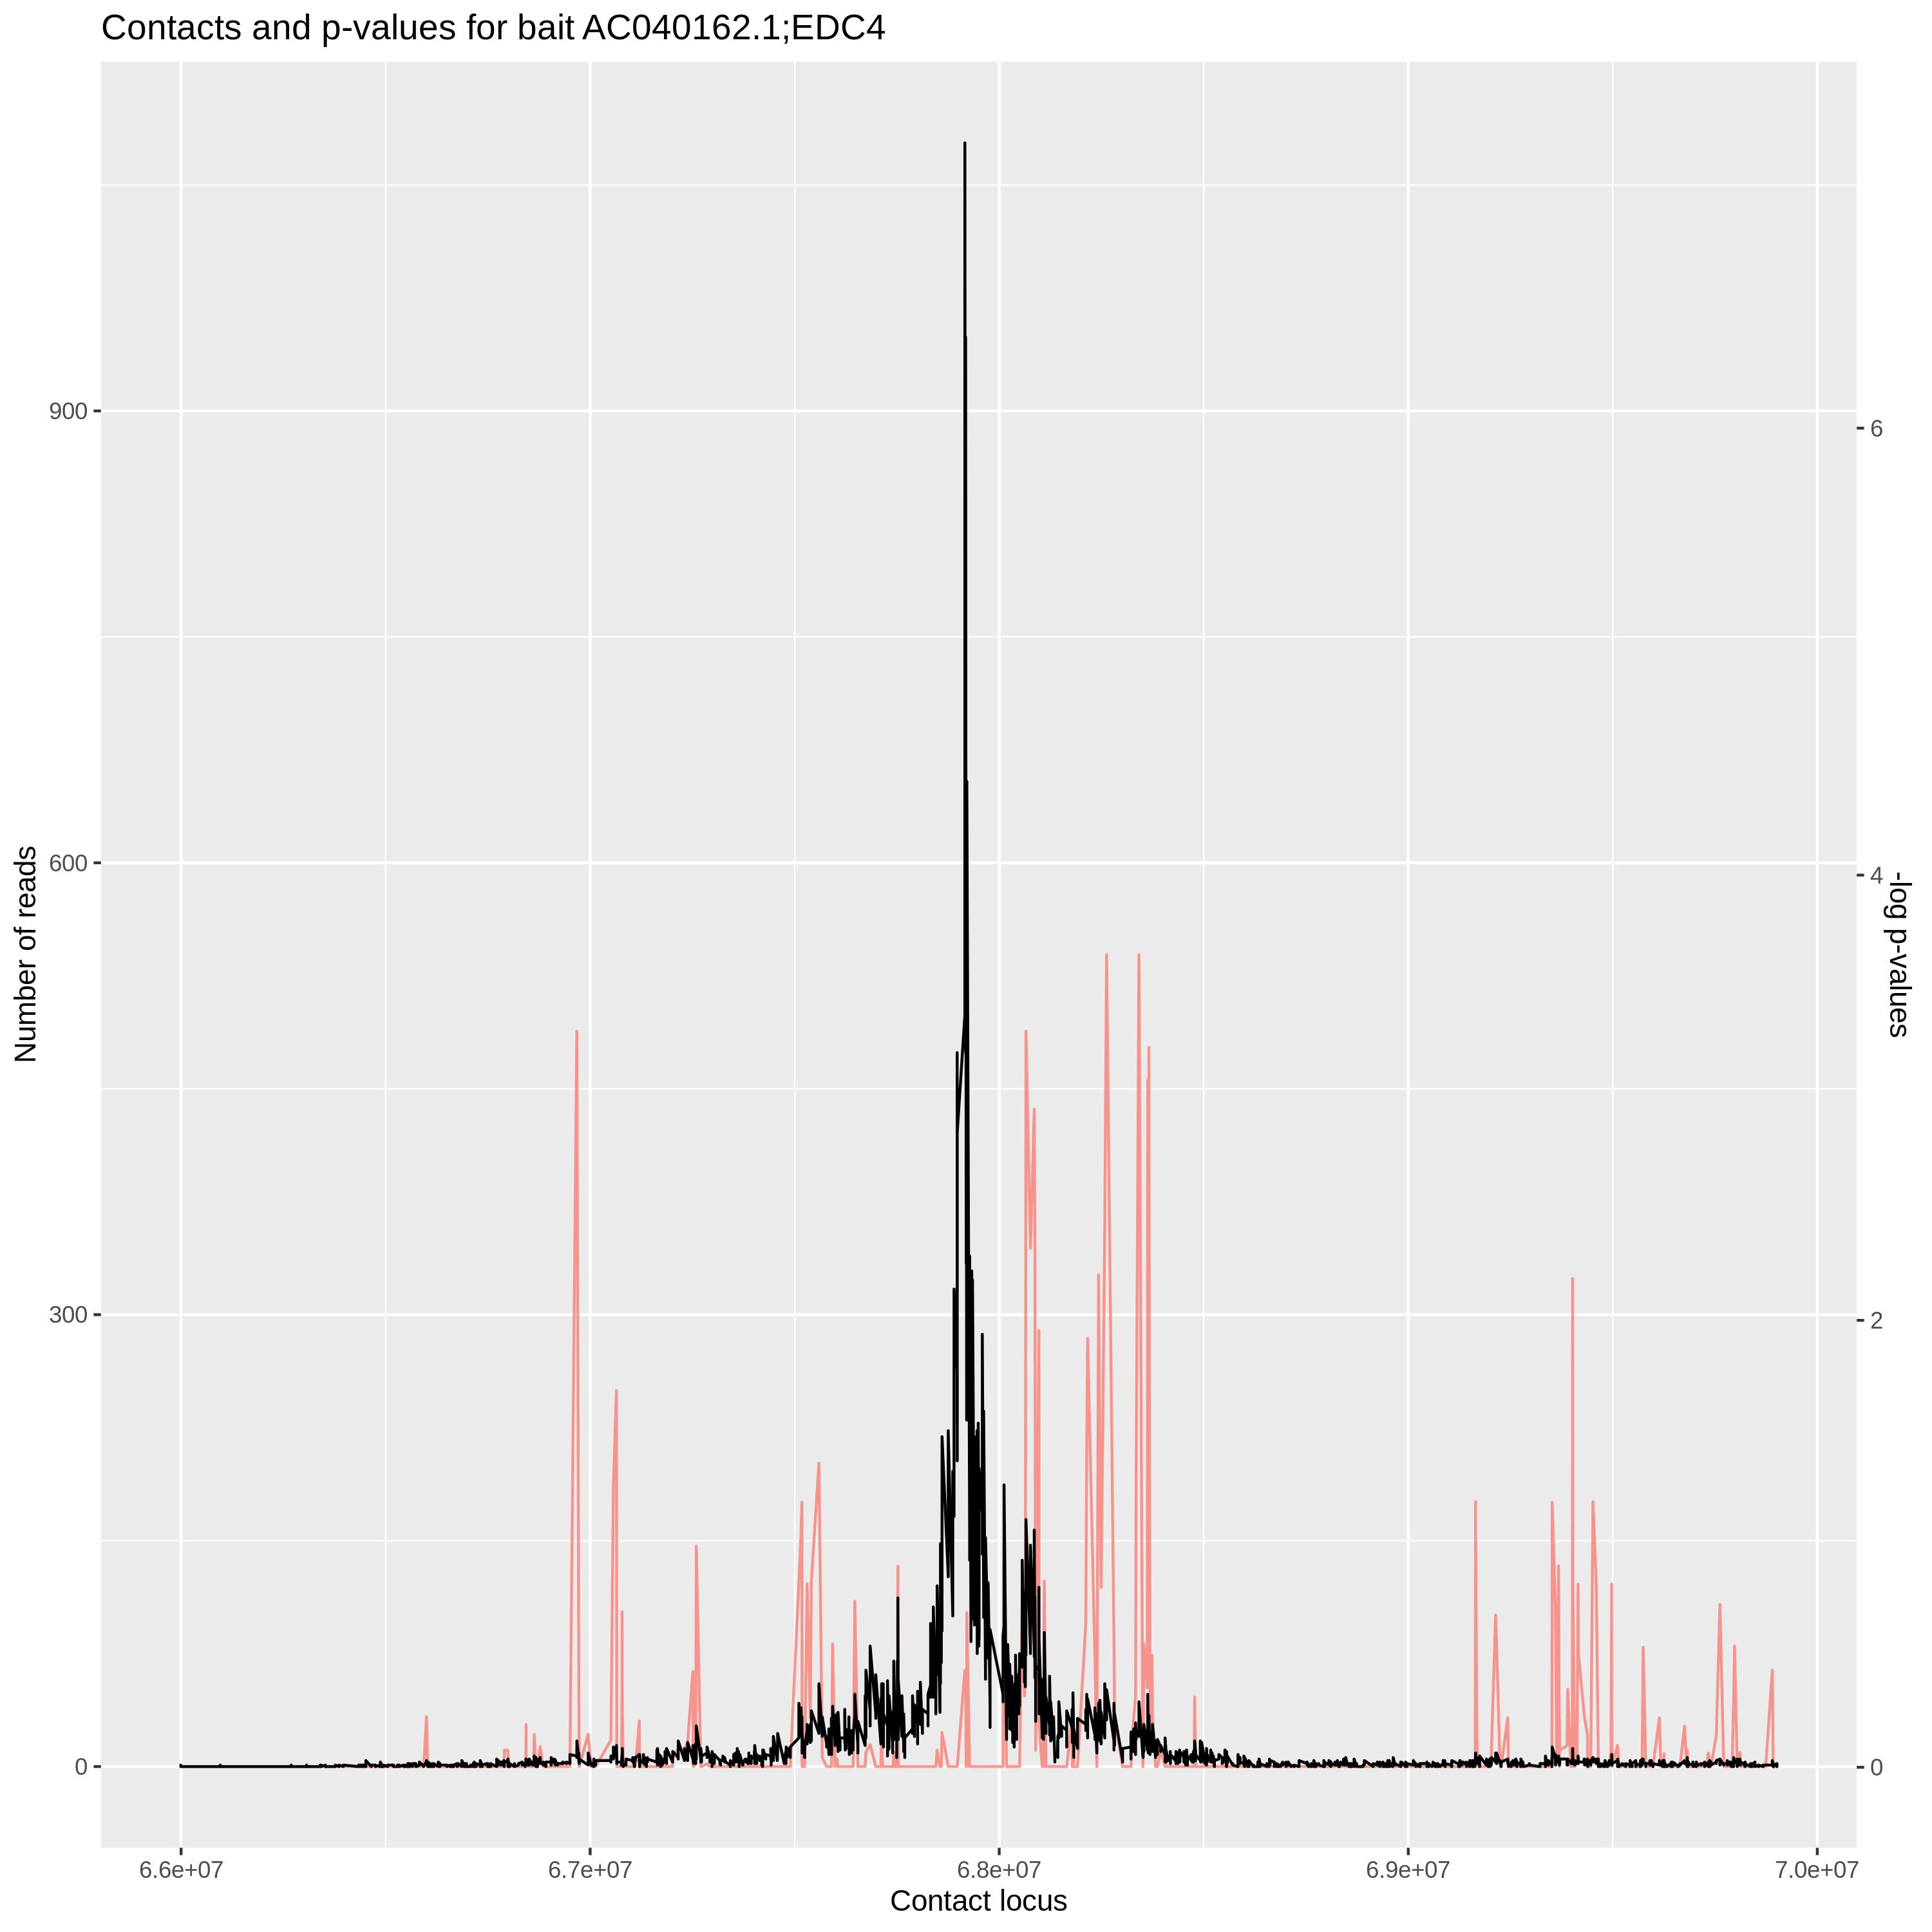 Contacts and p-values for bait AC040162.1;EDC4
900
600
300
0
Number of reads
6
4
2
0
-log p-values
6.6e+07
6.7e+07
6.8e+07
6.9e+07
7.0e+07
Contact locus